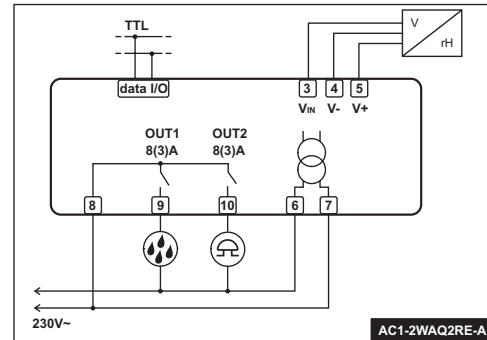 TTL
V
rH
data I/O
3 4 5
VIN V- V+
OUT1 OUT2
8(3)A 8(3)A
8 9 10 6 7
230V~
AC1-2WAQ2RE-A